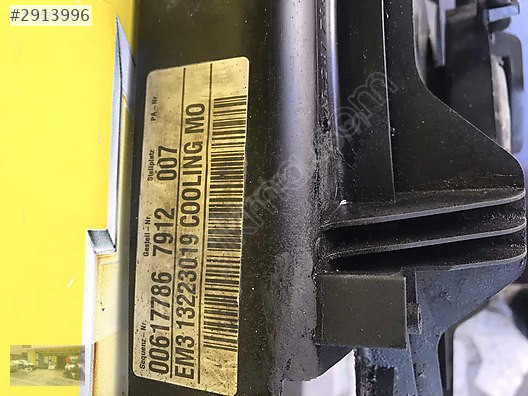 #2913996
Sequenz-Nr. Gestell-Nr. Stellplatz PA-Nr.
00617786 7912 007
EM3 13223019 COOLING MO